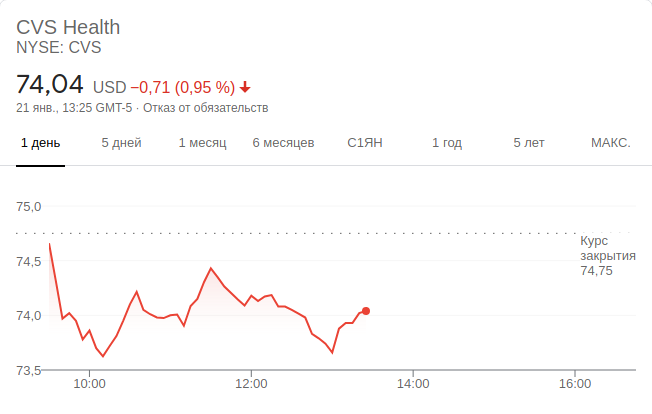 CVS Health
NYSE: CVS
74,04 USD −0,71 (0,95 %)
21 янв., 13:25 GMT-5 · Отказ от обязательств
1 день 5 дней 1 месяц 6 месяцев С1ЯН 1 год 5 лет МАКС.
75,0
Курс
закрытия
74,75
74,5
74,0
73,5
10:00 12:00 14:00 16:00